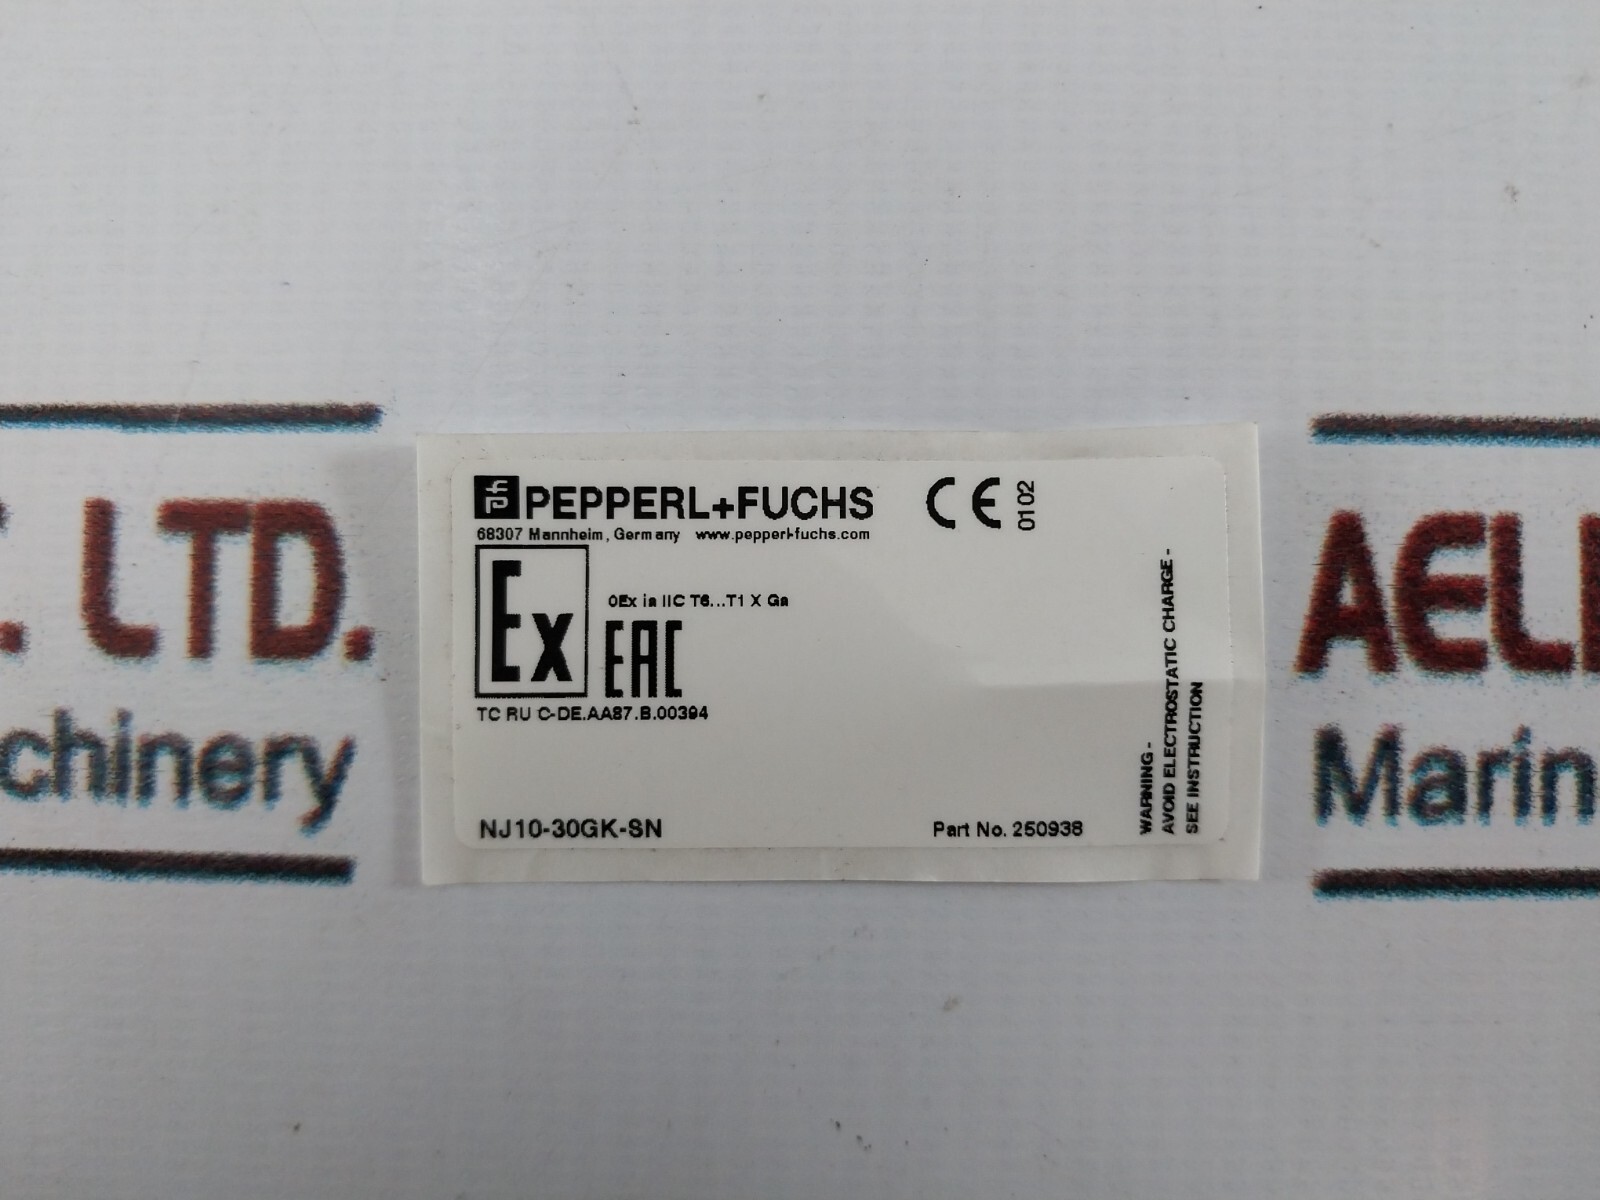 PEPPERL+FUCHS
CE 0102
68307 Mannheim, Germany www.pepperl-fuchs.com
Ex
0Ex ia IIC T6...T1 X Ga
EAC
TC RU C-DE.AA87.B.00394
NJ10-30GK-SN
Part No. 250938
WARNING -
AVOID ELECTROSTATIC CHARGE -
SEE INSTRUCTION
. LTD.
chinery
AEL
Marin